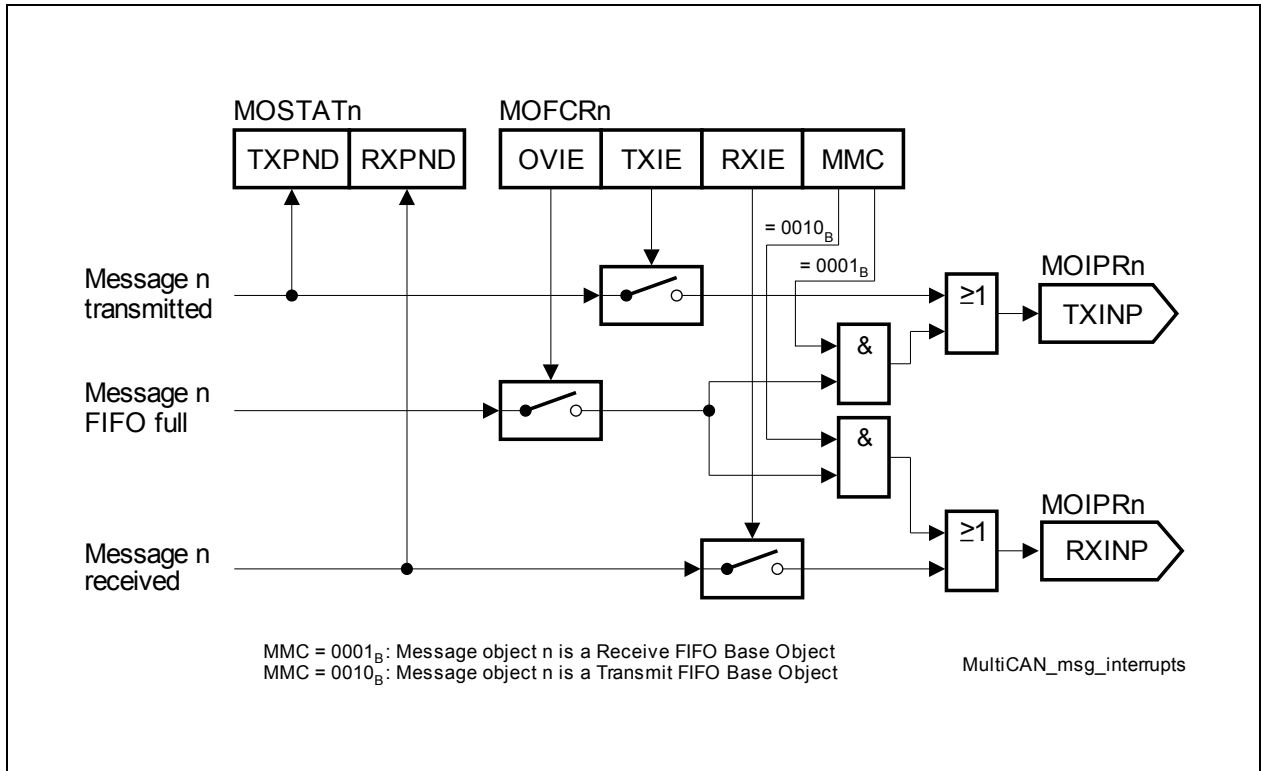 MOSTATn
MOFCRn
TXPND RXPND
OVIE TXIE RXIE MMC
= 0010B
= 0001B
Message n
transmitted
≥1
MOIPRn
TXINP
&
Message n
FIFO full
&
Message n
received
≥1
MOIPRn
RXINP
MMC = 0001B: Message object n is a Receive FIFO Base Object
MMC = 0010B: Message object n is a Transmit FIFO Base Object
MultiCAN_msg_interrupts